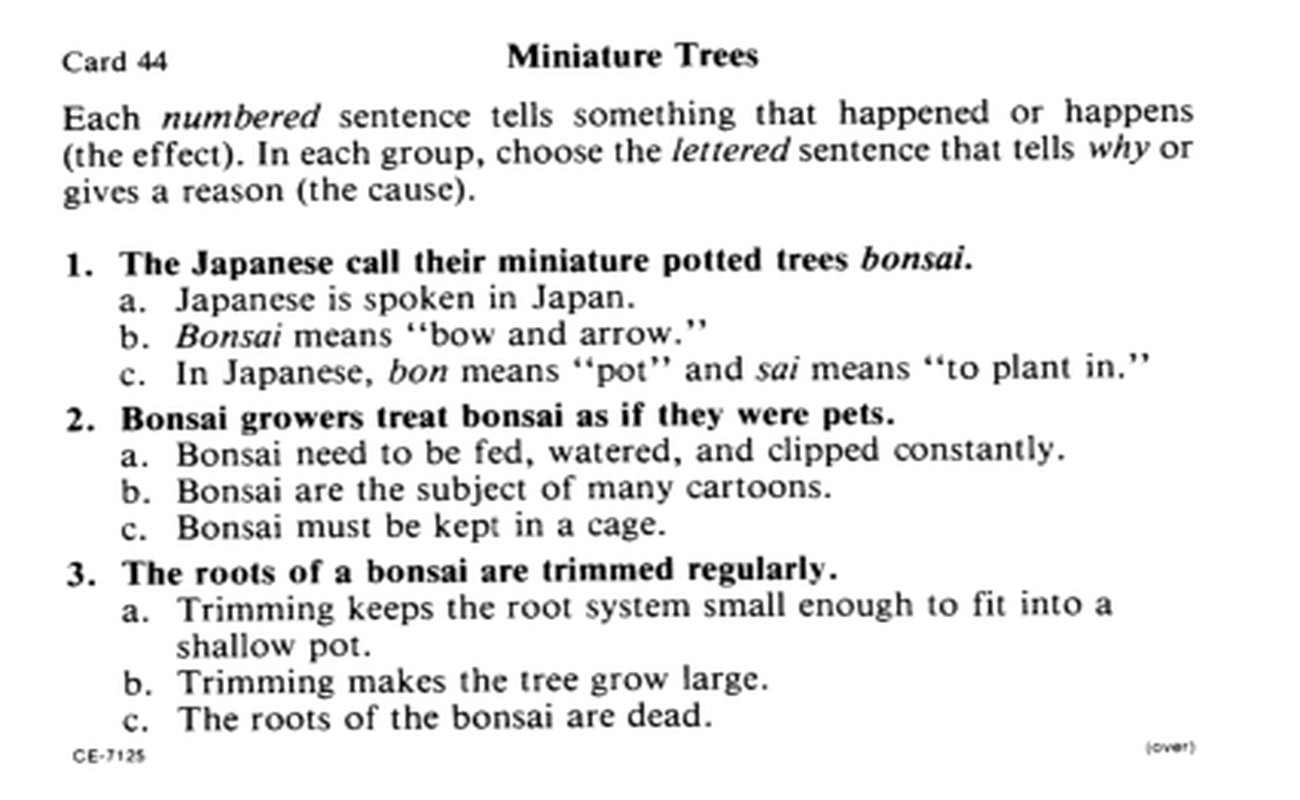 Card 44
Miniature Trees
Each numbered sentence tells something that happened or happens
(the effect). In each group, choose the lettered sentence that tells why or
gives a reason (the cause).
1. The Japanese call their miniature potted trees bonsai.
a. Japanese is spoken in Japan.
b. Bonsai means “bow and arrow.”
c. In Japanese, bon means “pot” and sai means “to plant in.”
2. Bonsai growers treat bonsai as if they were pets.
a. Bonsai need to be fed, watered, and clipped constantly.
b. Bonsai are the subject of many cartoons.
c. Bonsai must be kept in a cage.
3. The roots of a bonsai are trimmed regularly.
a. Trimming keeps the root system small enough to fit into a
shallow pot.
b. Trimming makes the tree grow large.
c. The roots of the bonsai are dead.
CE-7125
(over)